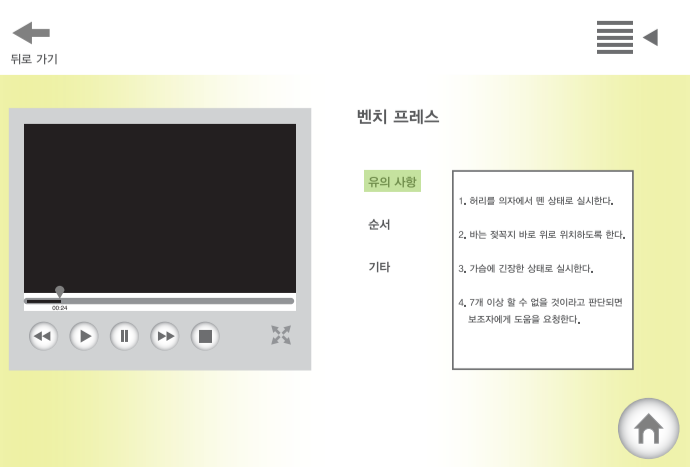 뒤로 가기
벤치 프레스
유의 사항
순서
기타
1. 허리를 의자에서 뗀 상태로 실시한다.
2. 바는 젖꼭지 바로 위로 위치하도록 한다.
3. 가슴에 긴장한 상태로 실시한다.
4. 7개 이상 할 수 없을 것이라고 판단되면
보조자에게 도움을 요청한다.
00:24